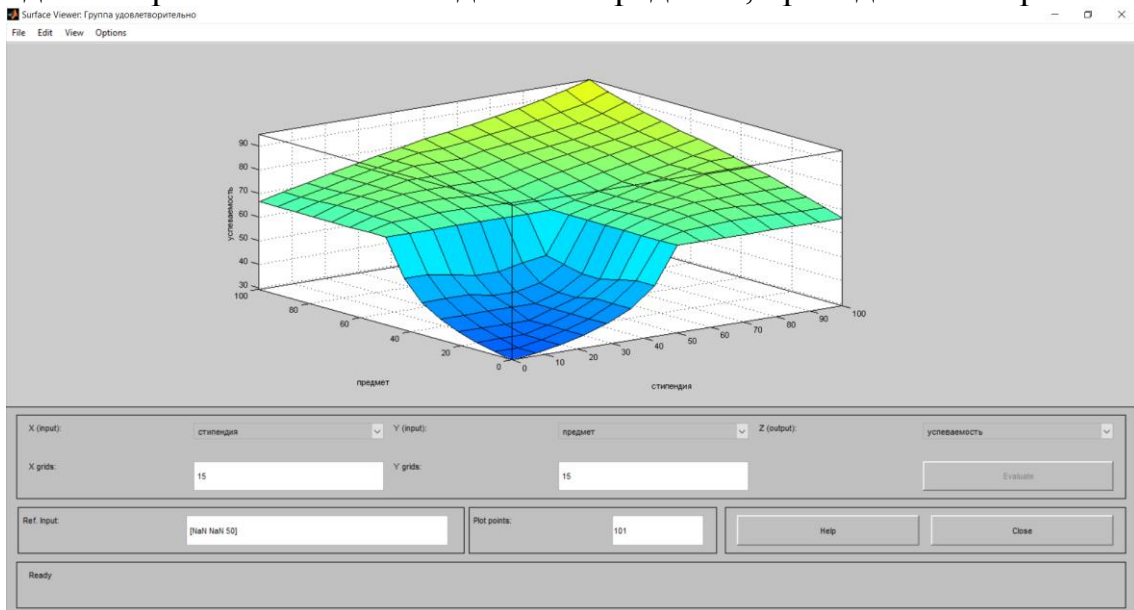 Surface Viewer: Группа удовлетворительно
File Edit View Options
90
80
70
60
50
40
30
успеваемость
100
80
60
40
20
0
предмет
0
10
20
30
40
50
60
70
80
90
100
стипендия
X (input): стипендия Y (input): предмет Z (output): успеваемость
X grids: 15 Y grids: 15 Evaluate
Ref. Input: [NaN NaN 50] Plot points: 101 Help Close
Ready